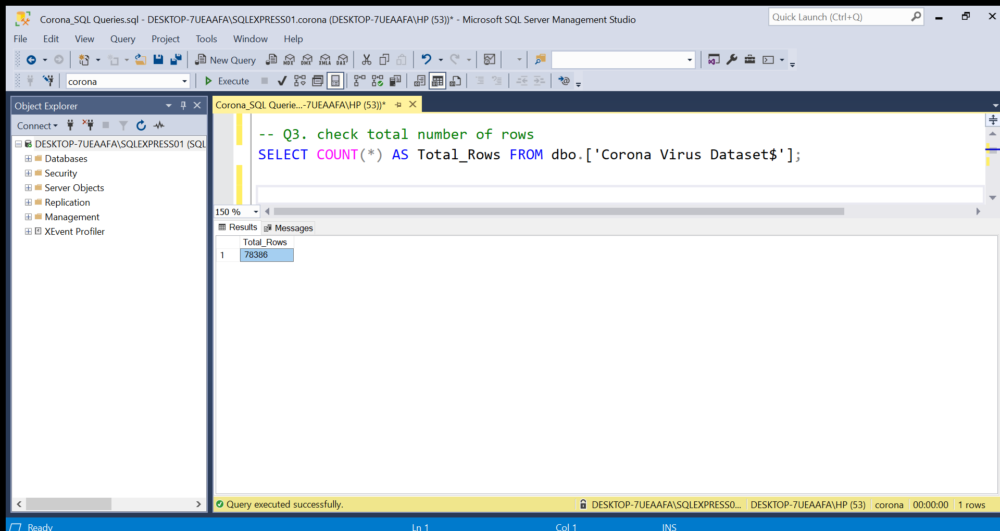 Corona_SQL Queries.sql - DESKTOP-7UEAAFA\SQLEXPRESS01.corona (DESKTOP-7UEAAFA\HP (53))* - Microsoft SQL Server Management Studio
Quick Launch (Ctrl+Q)
File Edit View Query Project Tools Window Help
New Query MDX DMX XMLA DAX
corona Execute
Object Explorer
Connect
DESKTOP-7UEAAFA\SQLEXPRESS01 (SQL
Databases
Security
Server Objects
Replication
Management
XEvent Profiler
Corona_SQL Querie...-7UEAAFA\HP (53))*
-- Q3. check total number of rows
SELECT COUNT(*) AS Total_Rows FROM dbo.['Corona Virus Dataset$'];
150 %
Results Messages
Total_Rows
1 78386
Query executed successfully. DESKTOP-7UEAAFA\SQLEXPRESS0... DESKTOP-7UEAAFA\HP (53) corona 00:00:00 1 rows
Ready Ln 1 Col 1 INS